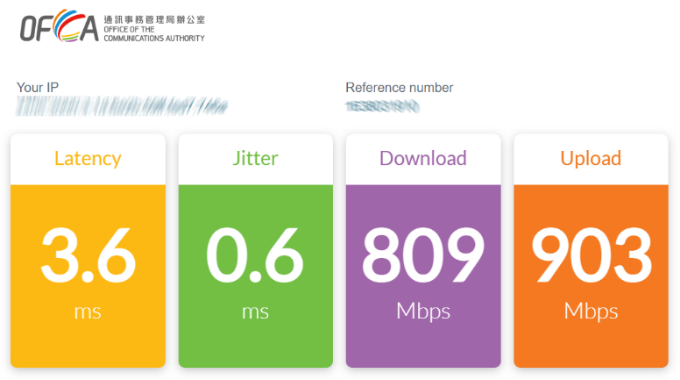 OFCA
通訊事務管理局辦公室
OFFICE OF THE
COMMUNICATIONS AUTHORITY
Your IP
Reference number
Latency
3.6
ms
Jitter
0.6
ms
Download
809
Mbps
Upload
903
Mbps